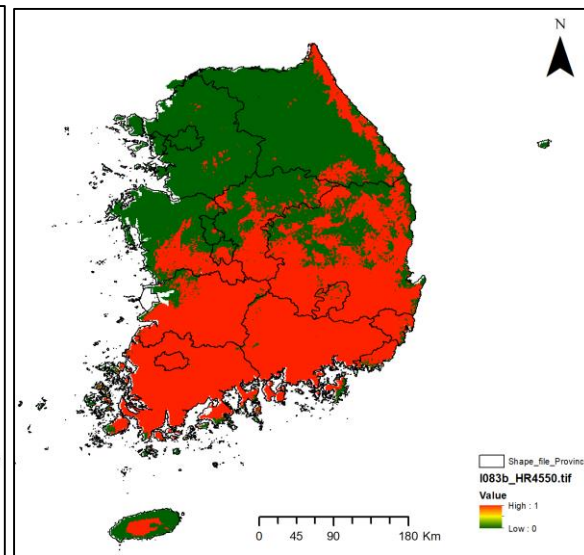 N
Shape_file_Provinc
I083b_HR4550.tif
Value
High : 1
Low : 0
0 45 90 180 Km